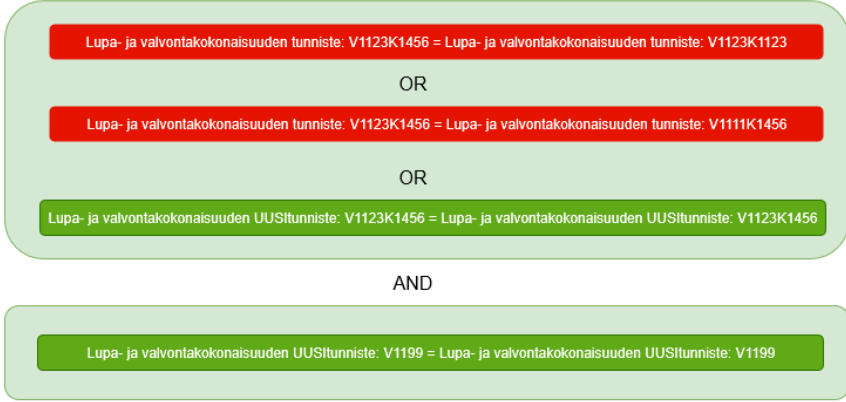 Lupa- ja valvontakokonaisuuden tunniste: V1123K1456 = Lupa- ja valvontakokonaisuuden tunniste: V1123K1123
OR
Lupa- ja valvontakokonaisuuden tunniste: V1123K1456 = Lupa- ja valvontakokonaisuuden tunniste: V1111K1456
OR
Lupa- ja valvontakokonaisuuden UUSItunniste: V1123K1456 = Lupa- ja valvontakokonaisuuden UUSItunniste: V1123K1456
AND
Lupa- ja valvontakokonaisuuden UUSItunniste: V1199 = Lupa- ja valvontakokonaisuuden UUSItunniste: V1199